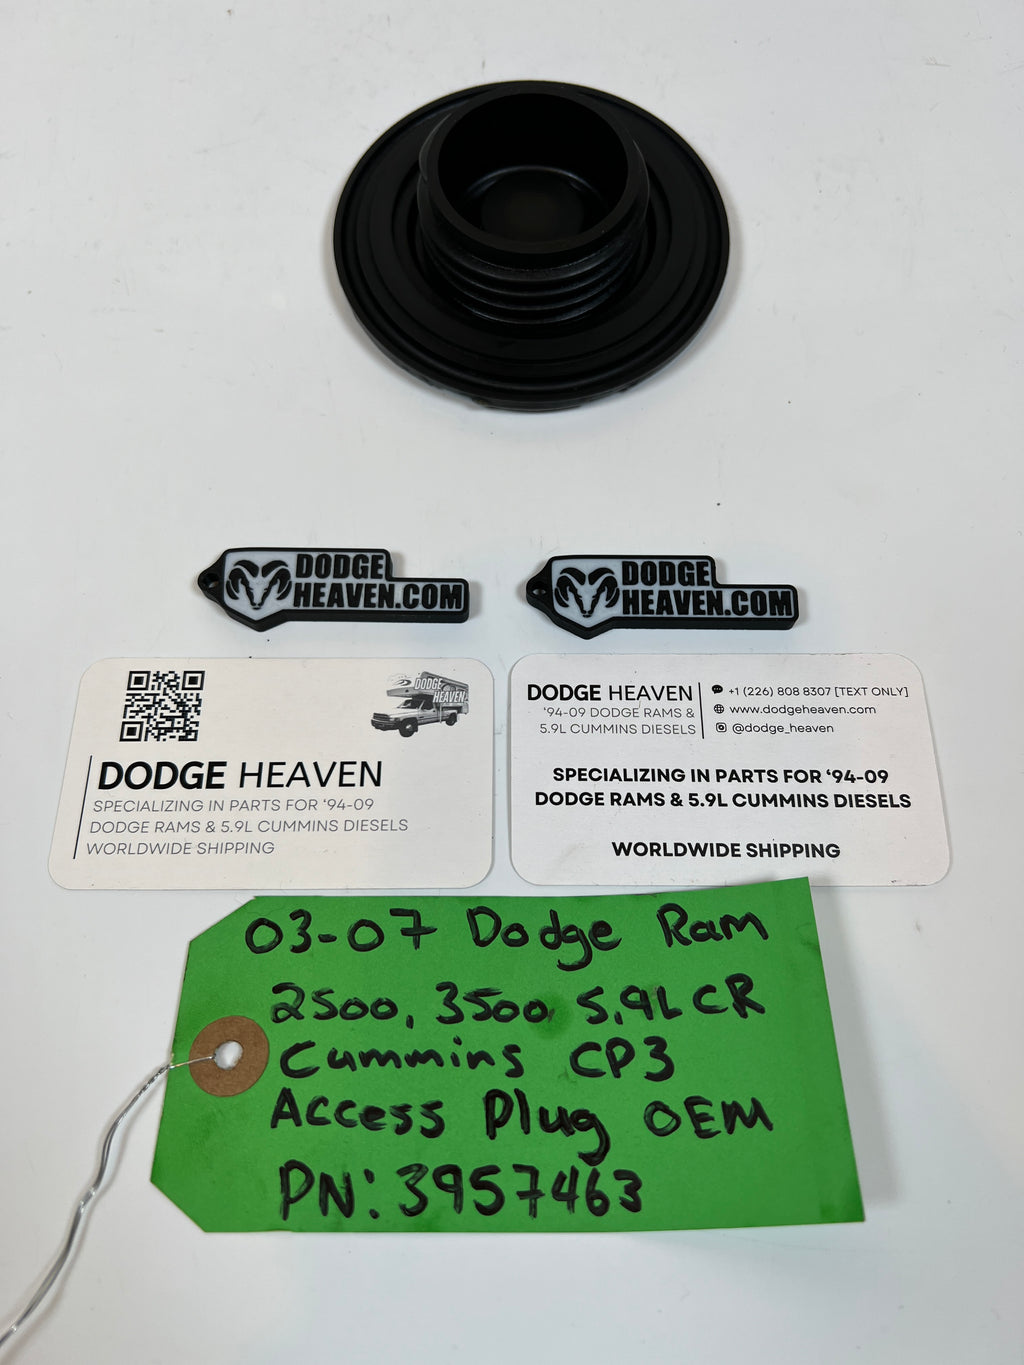 DODGE
HEAVEN.COM
DODGE
HEAVEN.COM
DODGE
HEAVEN
DODGE HEAVEN
SPECIALIZING IN PARTS FOR ‘94-09
DODGE RAMS & 5.9L CUMMINS DIESELS
WORLDWIDE SHIPPING
DODGE HEAVEN
‘94-09 DODGE RAMS &
5.9L CUMMINS DIESELS
+1 (226) 808 8307 [TEXT ONLY]
www.dodgeheaven.com
@dodge_heaven
SPECIALIZING IN PARTS FOR ‘94-09
DODGE RAMS & 5.9L CUMMINS DIESELS
WORLDWIDE SHIPPING
03-07 Dodge Ram
2500, 3500, 5.9L CR
Cummins CP3
Access Plug OEM
PN: 3957463